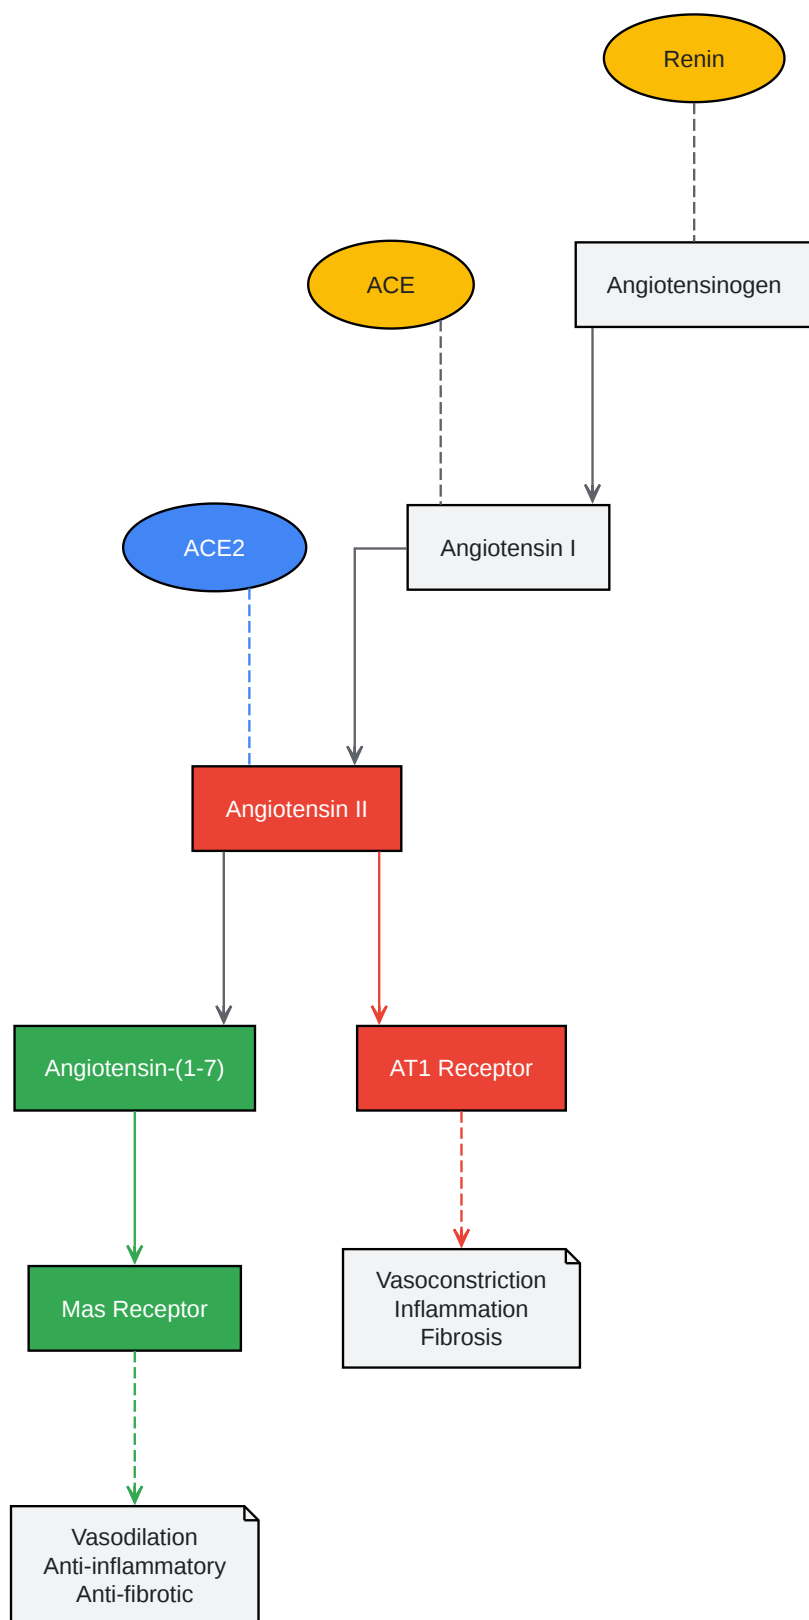 Renin
ACE
Angiotensinogen
ACE2
Angiotensin I
Angiotensin II
Angiotensin-(1-7)
AT1 Receptor
Mas Receptor
Vasoconstriction
Inflammation
Fibrosis
Vasodilation
Anti-inflammatory
Anti-fibrotic